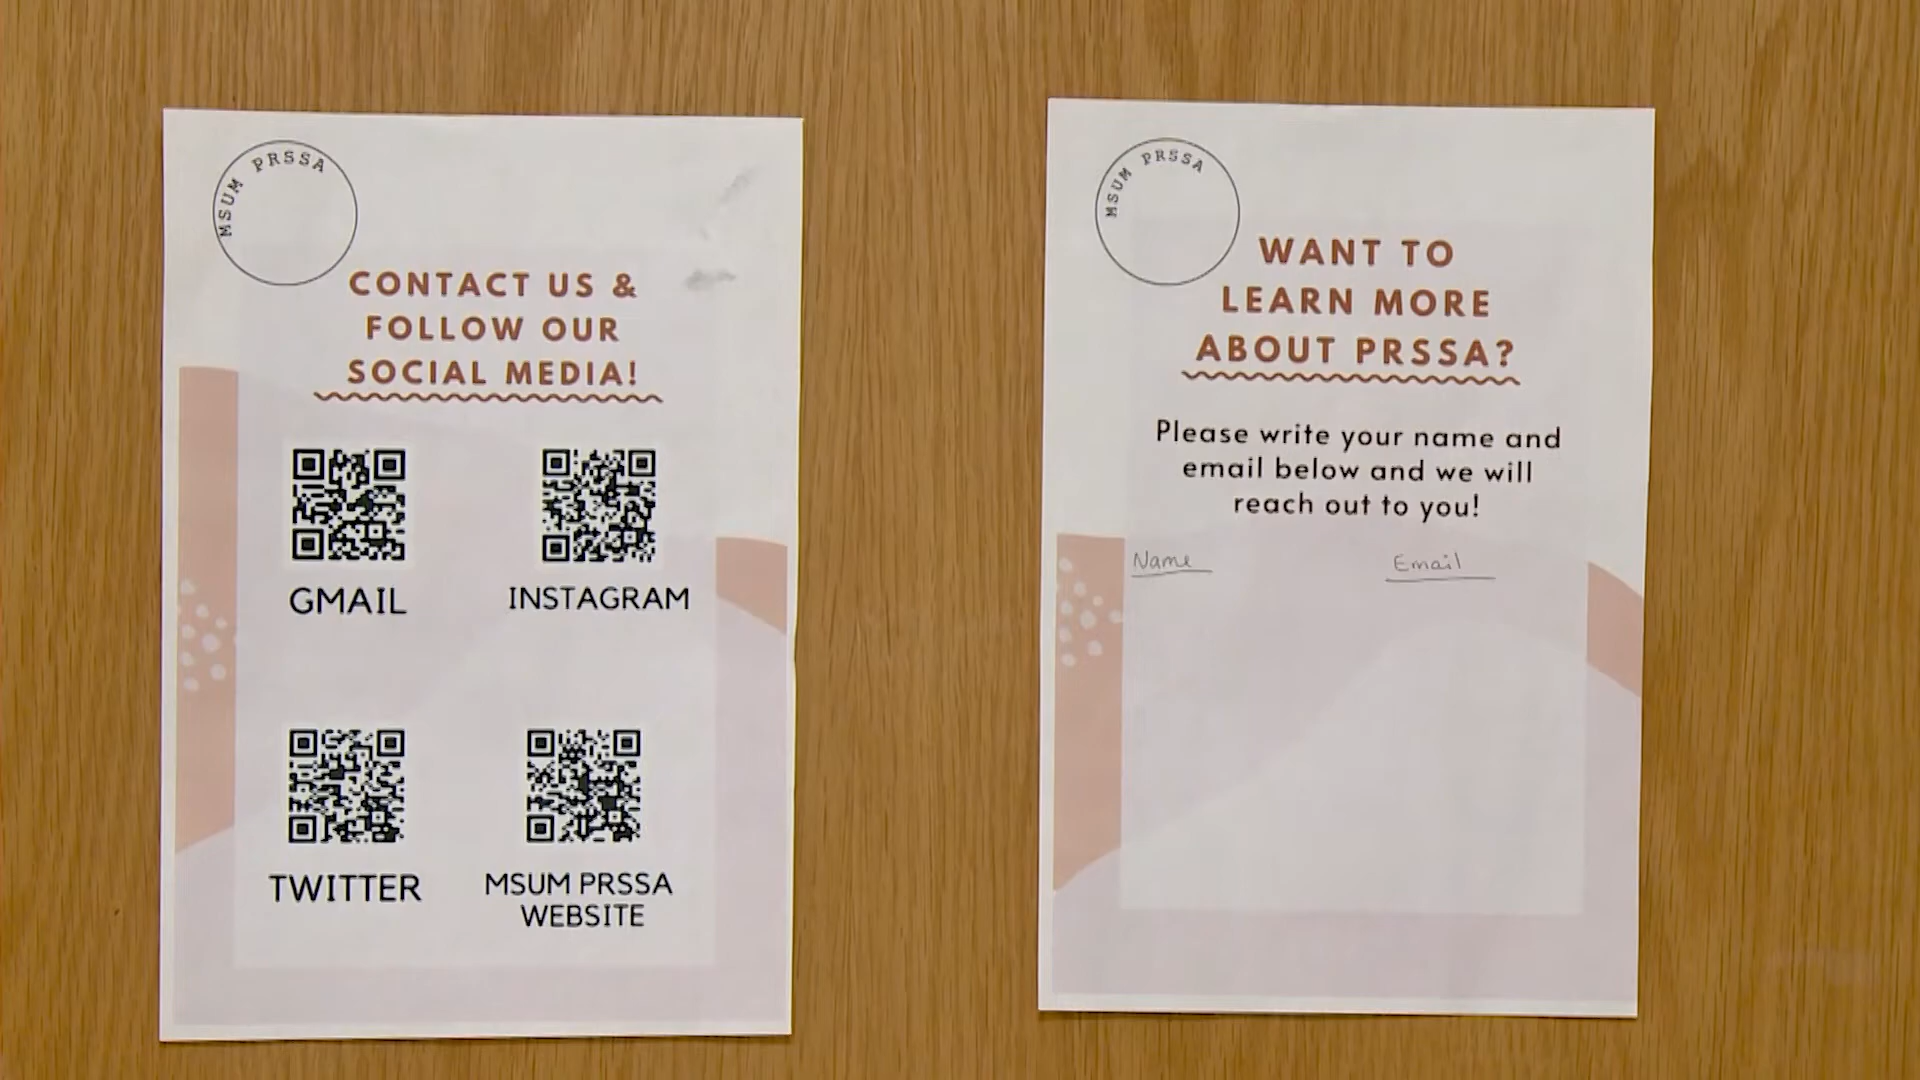 MSUM PRSSA
CONTACT US &
FOLLOW OUR
SOCIAL MEDIA!
GMAIL
INSTAGRAM
TWITTER
MSUM PRSSA
WEBSITE
MSUM PRSSA
WANT TO
LEARN MORE
ABOUT PRSSA?
Please write your name and
email below and we will
reach out to you!
Name
Email